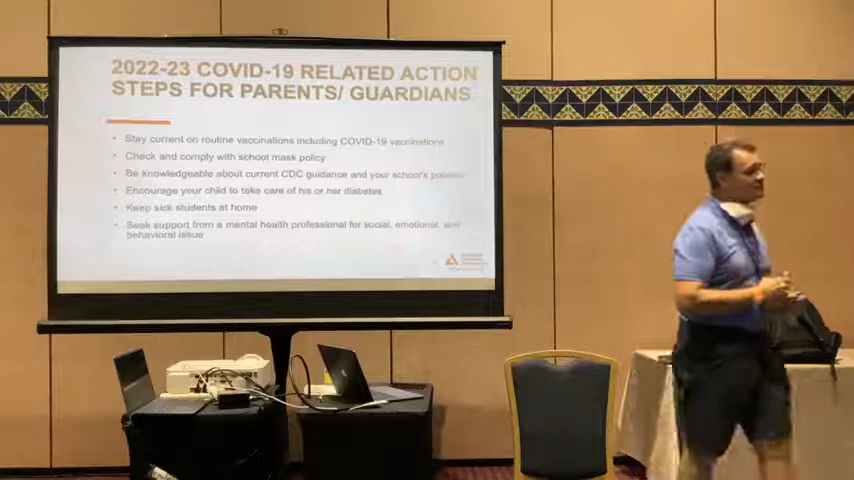 2022-23 COVID-19 RELATED ACTION
STEPS FOR PARENTS/ GUARDIANS
• Stay current on routine vaccinations including COVID-19 vaccinations
• Check and comply with school mask policy
• Be knowledgeable about current CDC guidance and your school's policies
• Encourage your child to take care of his or her diabetes
• Keep sick students at home
• Seek support from a mental health professional for social, emotional, and
behavioral issue